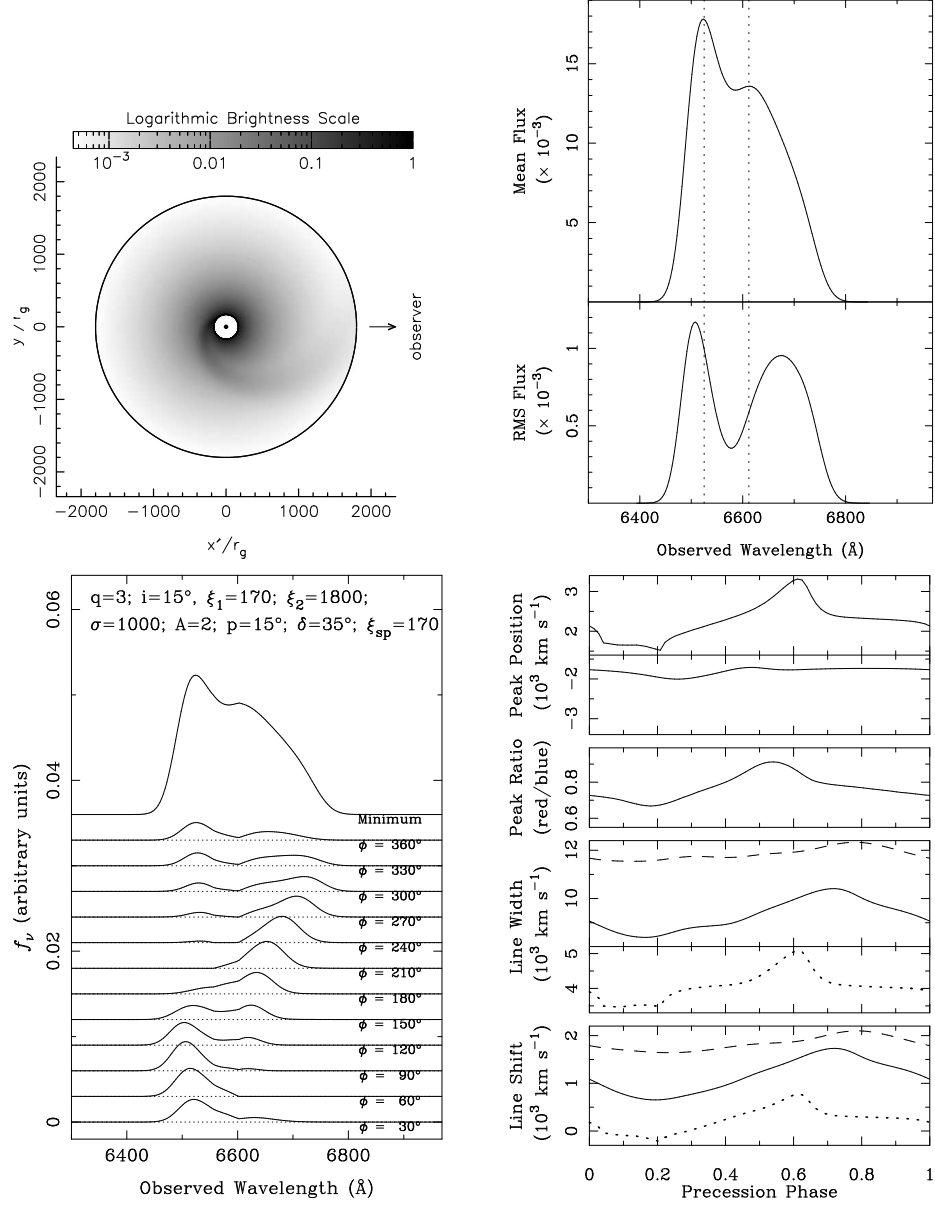 Logarithmic Brightness Scale
10⁻³ 0.01 0.1 1
2000
1000
0
−1000
−2000
y/r_g
observer
−2000 −1000 0 1000 2000
x′/r_g
15
10
5
Mean Flux
(× 10⁻³)
1
0.5
RMS Flux
(× 10⁻³)
6400 6600 6800
Observed Wavelength (Å)
q=3; i=15°, ξ₁=170; ξ₂=1800;
σ=1000; A=2; p=15°; δ=35°; ξ_sp=170
0.06
0.04
0.02
0
f_ν (arbitrary units)
Minimum
ϕ = 360°
ϕ = 330°
ϕ = 300°
ϕ = 270°
ϕ = 240°
ϕ = 210°
ϕ = 180°
ϕ = 150°
ϕ = 120°
ϕ = 90°
ϕ = 60°
ϕ = 30°
6400 6600 6800
Observed Wavelength (Å)
3
2
−2
−3
Peak Position
(10³ km s⁻¹)
0.8
0.6
Peak Ratio
(red/blue)
12
10
5
4
Line Width
(10³ km s⁻¹)
2
1
0
Line Shift
(10³ km s⁻¹)
0 0.2 0.4 0.6 0.8 1
Precession Phase